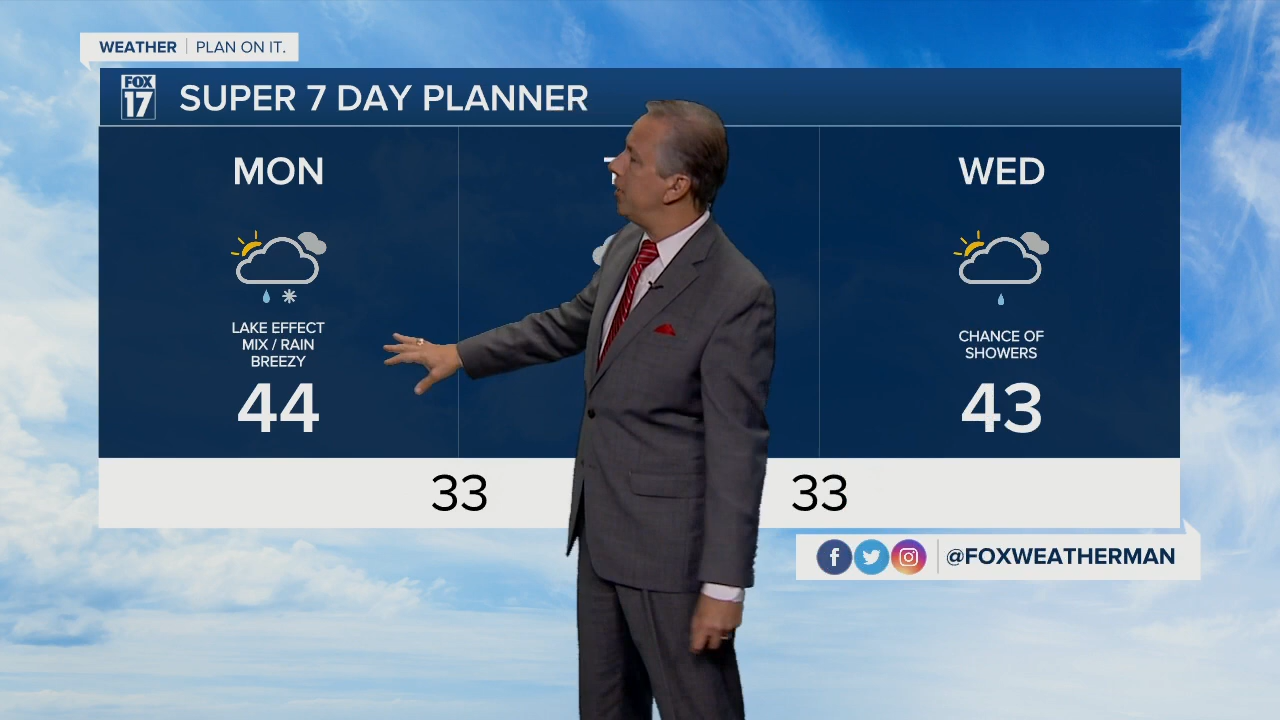 WEATHER PLAN ON IT.
FOX
17
SUPER 7 DAY PLANNER
MON
WED
LAKE EFFECT
MIX / RAIN
BREEZY
CHANCE OF
SHOWERS
44
43
33
33
@FOXWEATHERMAN